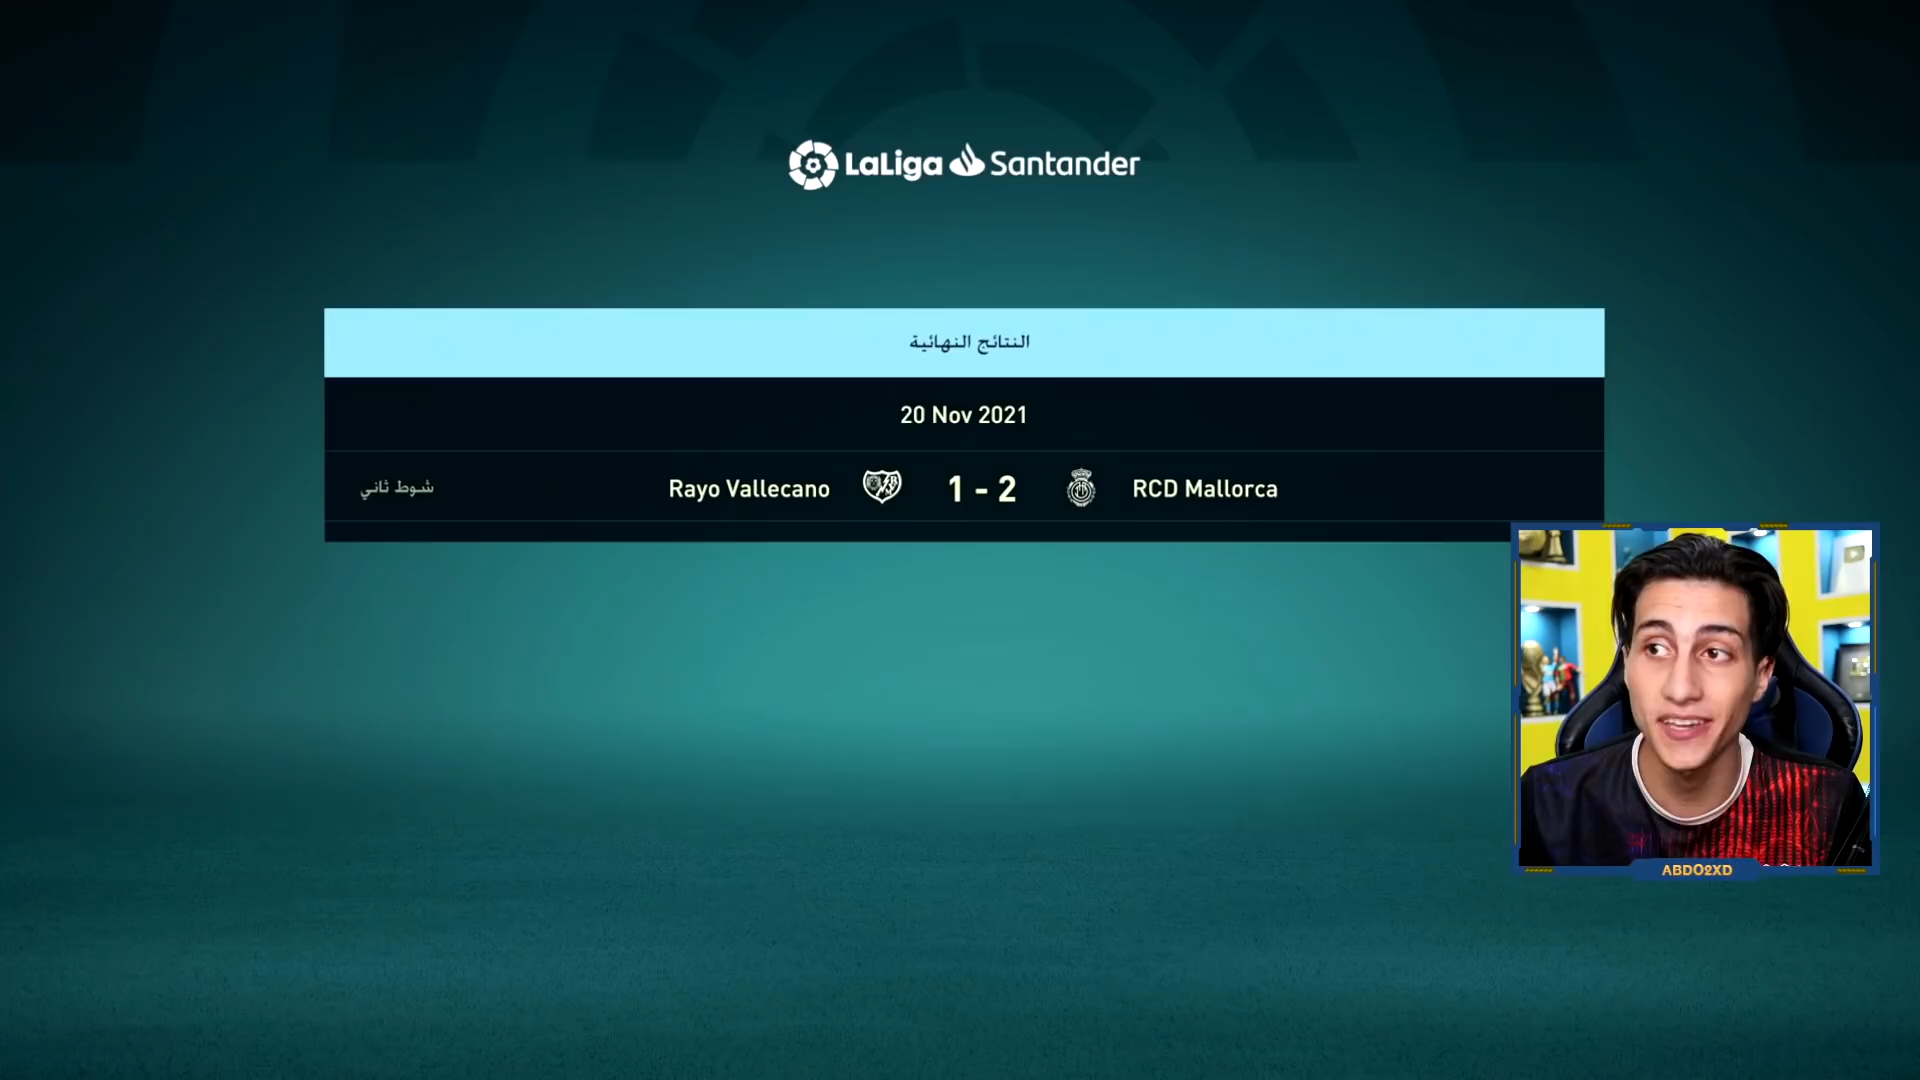 LaLiga Santander
النتائج النهائية
20 Nov 2021
شوط ثاني Rayo Vallecano 1 - 2 RCD Mallorca
ABDO2XD